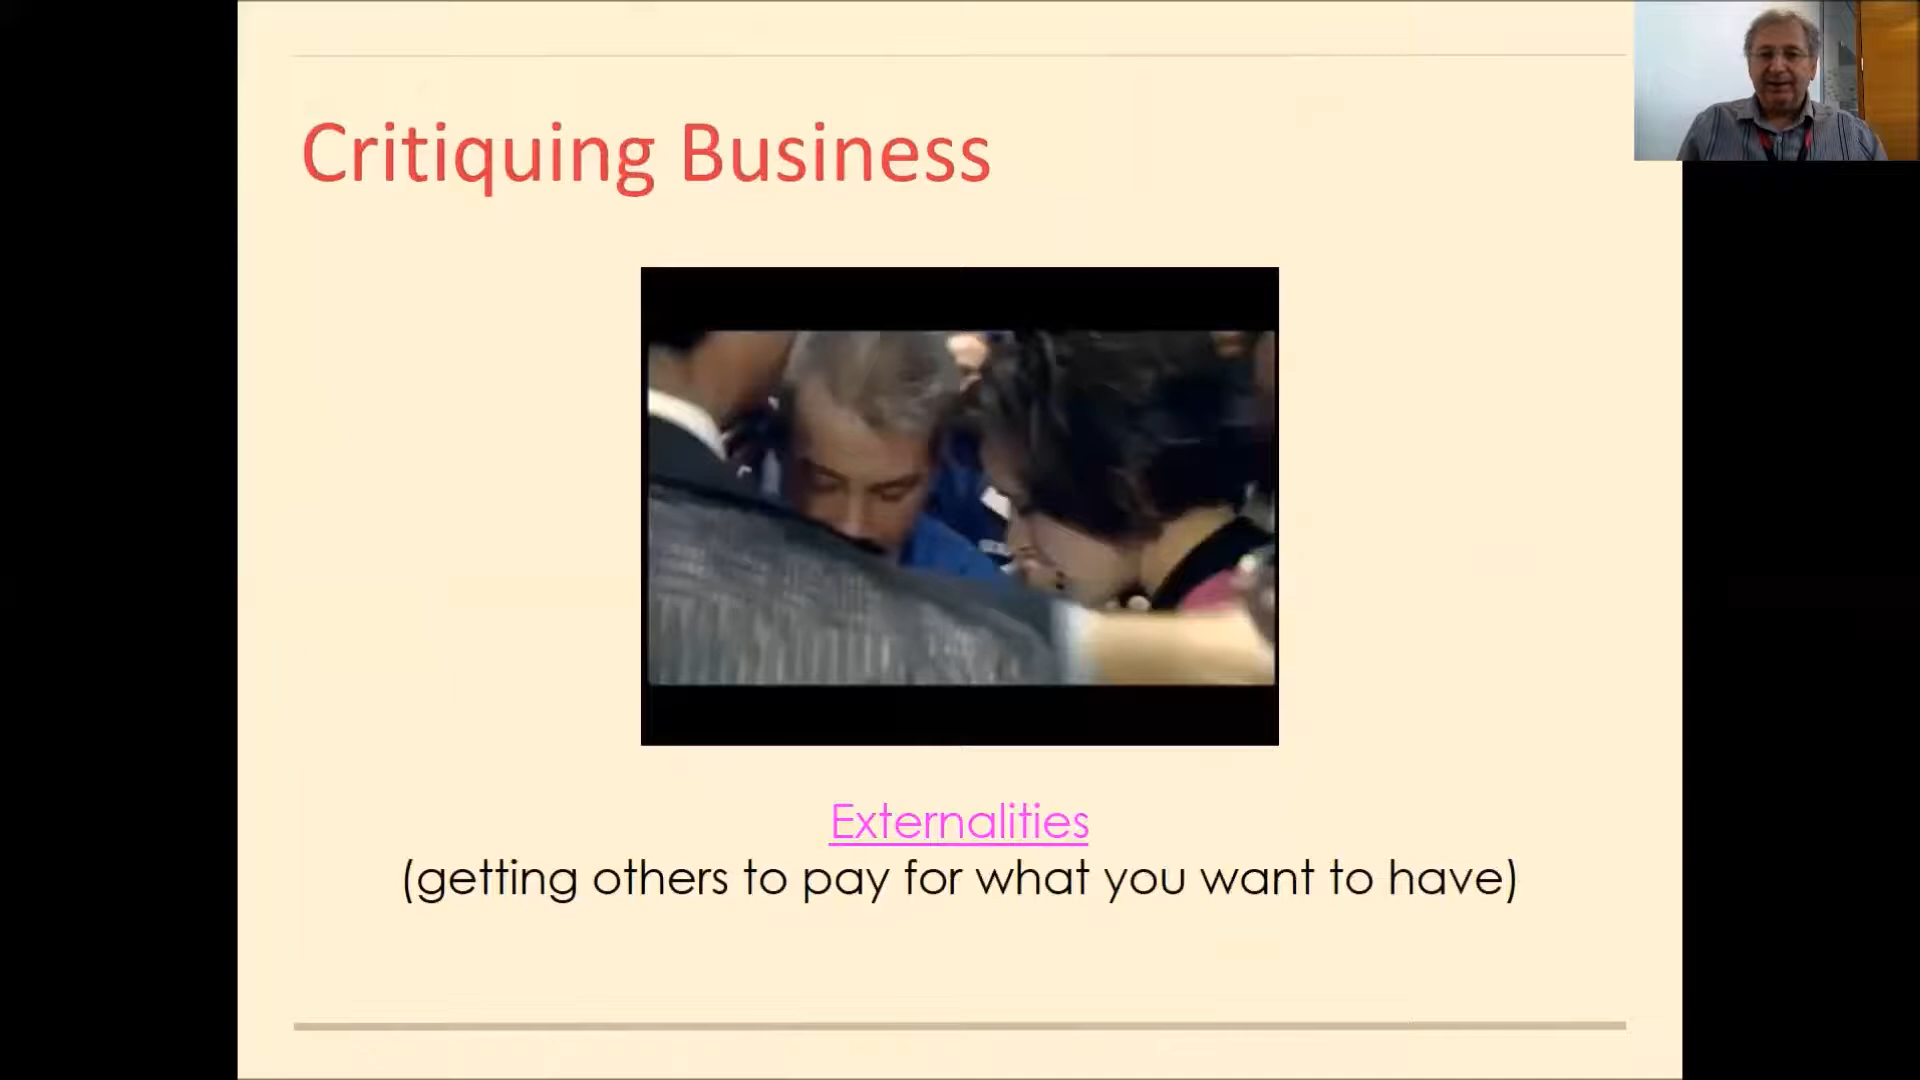 Critiquing Business
Externalities
(getting others to pay for what you want to have)